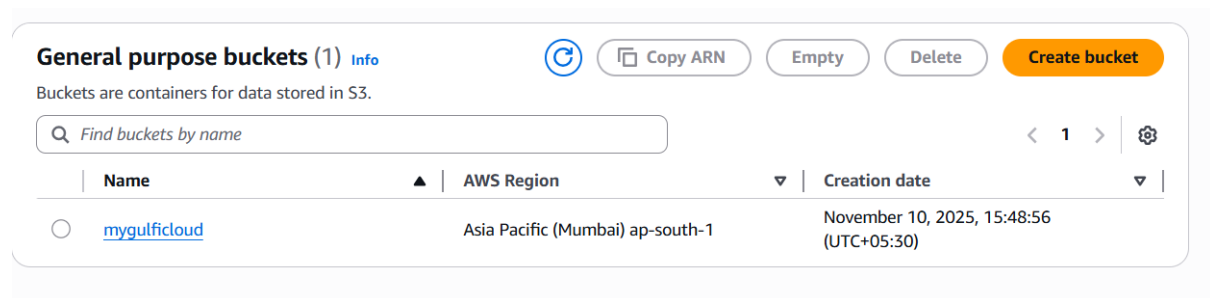 General purpose buckets (1) Info
Copy ARN
Empty
Delete
Create bucket
Buckets are containers for data stored in S3.
Find buckets by name
1
Name
AWS Region
Creation date
mygulficloud
Asia Pacific (Mumbai) ap-south-1
November 10, 2025, 15:48:56
(UTC+05:30)